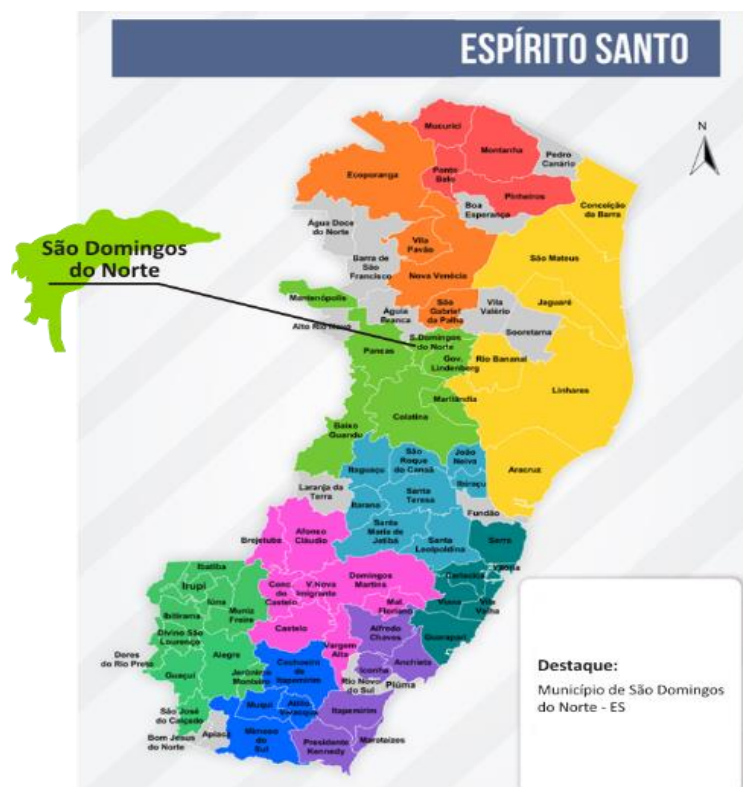 ESPÍRITO SANTO
N
Mucurici
Montanha
Pedro
Canário
Ponto
Belo
Ecoporanga
Pinheiros
Boa
Esperança
Conceição
da Barra
Água Doce
do Norte
Vila
Pavão
São Mateus
Barra de
São
Francisco
Nova Venécia
São Domingos
do Norte
Mantenópolis
Águia
Branca
São
Gabriel
da Palha
Vila
Valério
Jaguaré
Alto Rio Novo
Sooretama
S.Domingos
do Norte
Pancas
Gov.
Lindenberg
Rio Bananal
Linhares
Marilândia
Colatina
Baixo
Guandu
São
Roque
do Canaã
João
Neiva
Itaguaçu
Aracruz
Laranja da
Terra
Santa
Teresa
Ibiraçu
Itarana
Fundão
Santa
Maria de
Jetibá
Afonso
Cláudio
Brejetuba
Santa
Leopoldina
Serra
Ibatiba
Vitória
Irupi
Domingos
Martins
Cariacica
Conc.
do
Castelo
V.Nova
Imigrante
Iúna
Muniz
Freire
Viana
Vila
Velha
Mal.
Floriano
Ibitirama
Castelo
Alfredo
Chaves
Guarapari
Divino São
Lourenço
Vargem
Alta
Dores
do Rio Preto
Alegre
Cachoeiro
de
Itapemirim
Anchieta
Iconha
Guaçuí
Jerônimo
Monteiro
Rio Novo
do Sul
Piúma
Destaque:
Município de São Domingos
do Norte - ES
São José
do Calçado
Muqui
Atílio
Vivacqua
Itapemirim
Apiacá
Bom Jesus
do Norte
Mimoso
do
Sul
Presidente
Kennedy
Marataízes